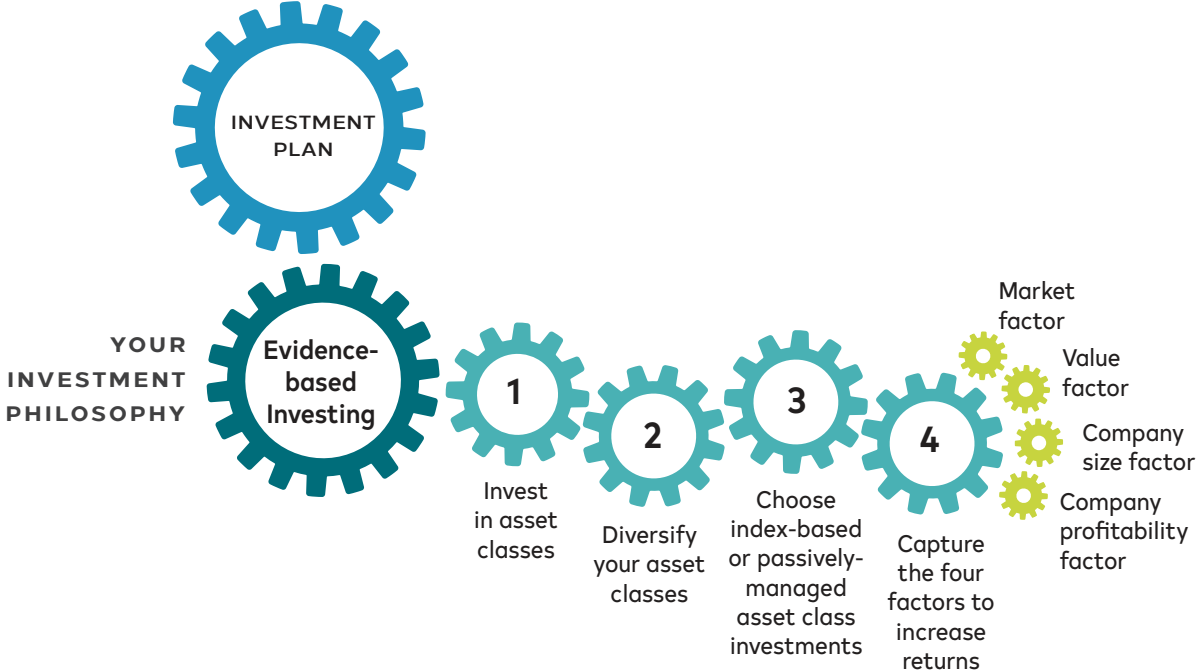 INVESTMENT
PLAN
YOUR
INVESTMENT
PHILOSOPHY
Evidence-
based
Investing
1
Invest
in asset
classes
2
Diversify
your asset
classes
3
Choose
index-based
or passively-
managed
asset class
investments
4
Capture
the four
factors to
increase
returns
Market
factor
Value
factor
Company
size factor
Company
profitability
factor